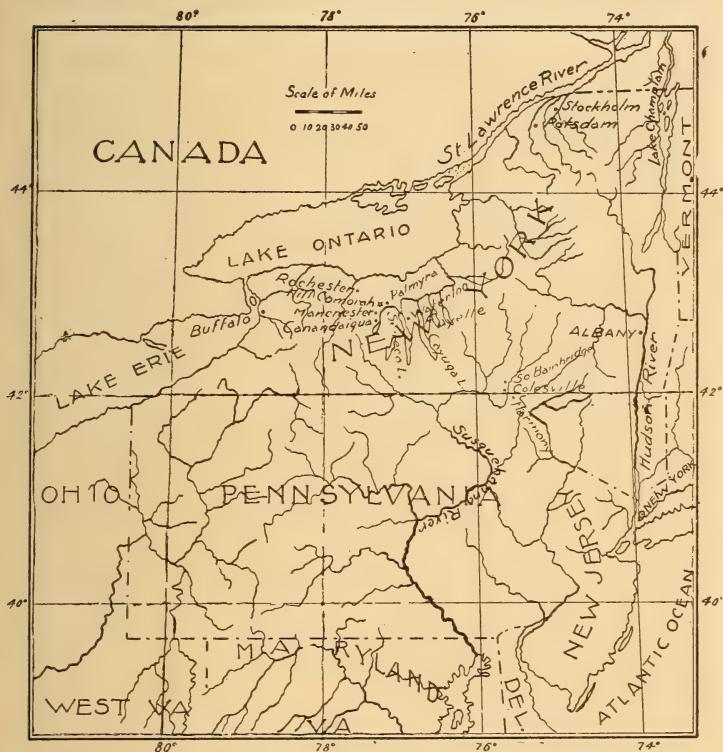 80° 78° 76° 74°
Scale of Miles
0 10 20 30 40 50
CANADA
St. Lawrence River
Stockholm
Potsdam
Lake Champlain
VERMONT
44° 44°
LAKE ONTARIO
NEW YORK
Rochester
Hill Comorah
Manchester
Canandaigua
Palmyra
Waterloo
Cayuga L.
Buffalo
LAKE ERIE
ALBANY
So Bainbridge
Colesville
Harmony
Hudson River
42° 42°
Susquehanna River
OHIO
PENNSYLVANIA
NEW YORK
NEW JERSEY
40° 40°
MARYLAND
DEL.
ATLANTIC OCEAN
WEST VA
VA
80° 78° 76° 74°